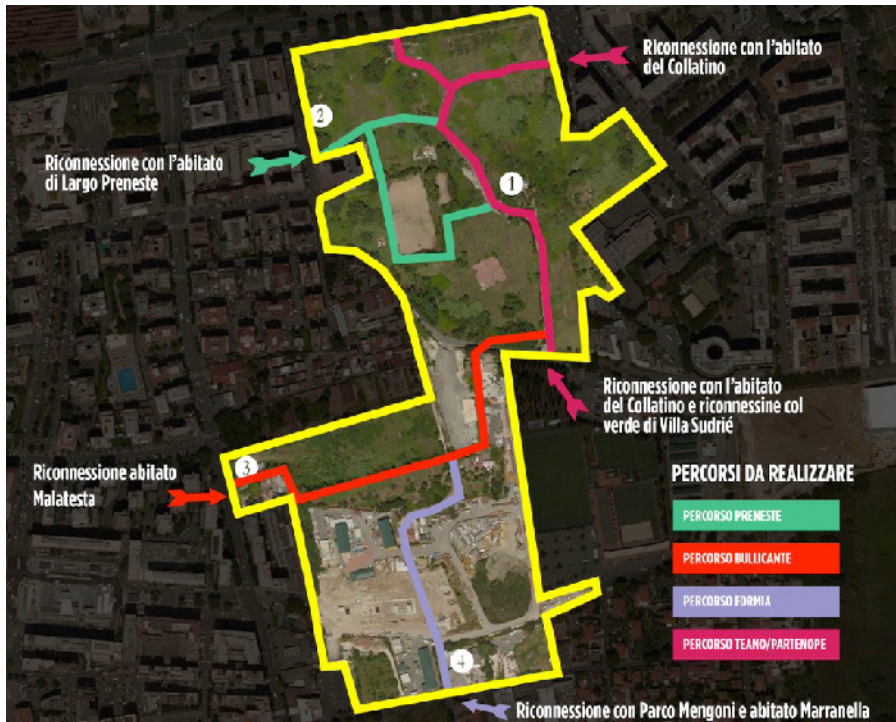 Riconnessione con l'abitato
del Collatino
2
Riconnessione con l'abitato
di Largo Preneste
1
Riconnessione con l'abitato
del Collatino e riconnessine col
verde di Villa Sudrié
3
Riconnessione abitato
Malatesta
PERCORSI DA REALIZZARE
PERCORSO PRENESTE
PERCORSO BULLICANTE
PERCORSO FORMIA
PERCORSO TEANO/PARTENOPE
4
Riconnessione con Parco Mengoni e abitato Marranella